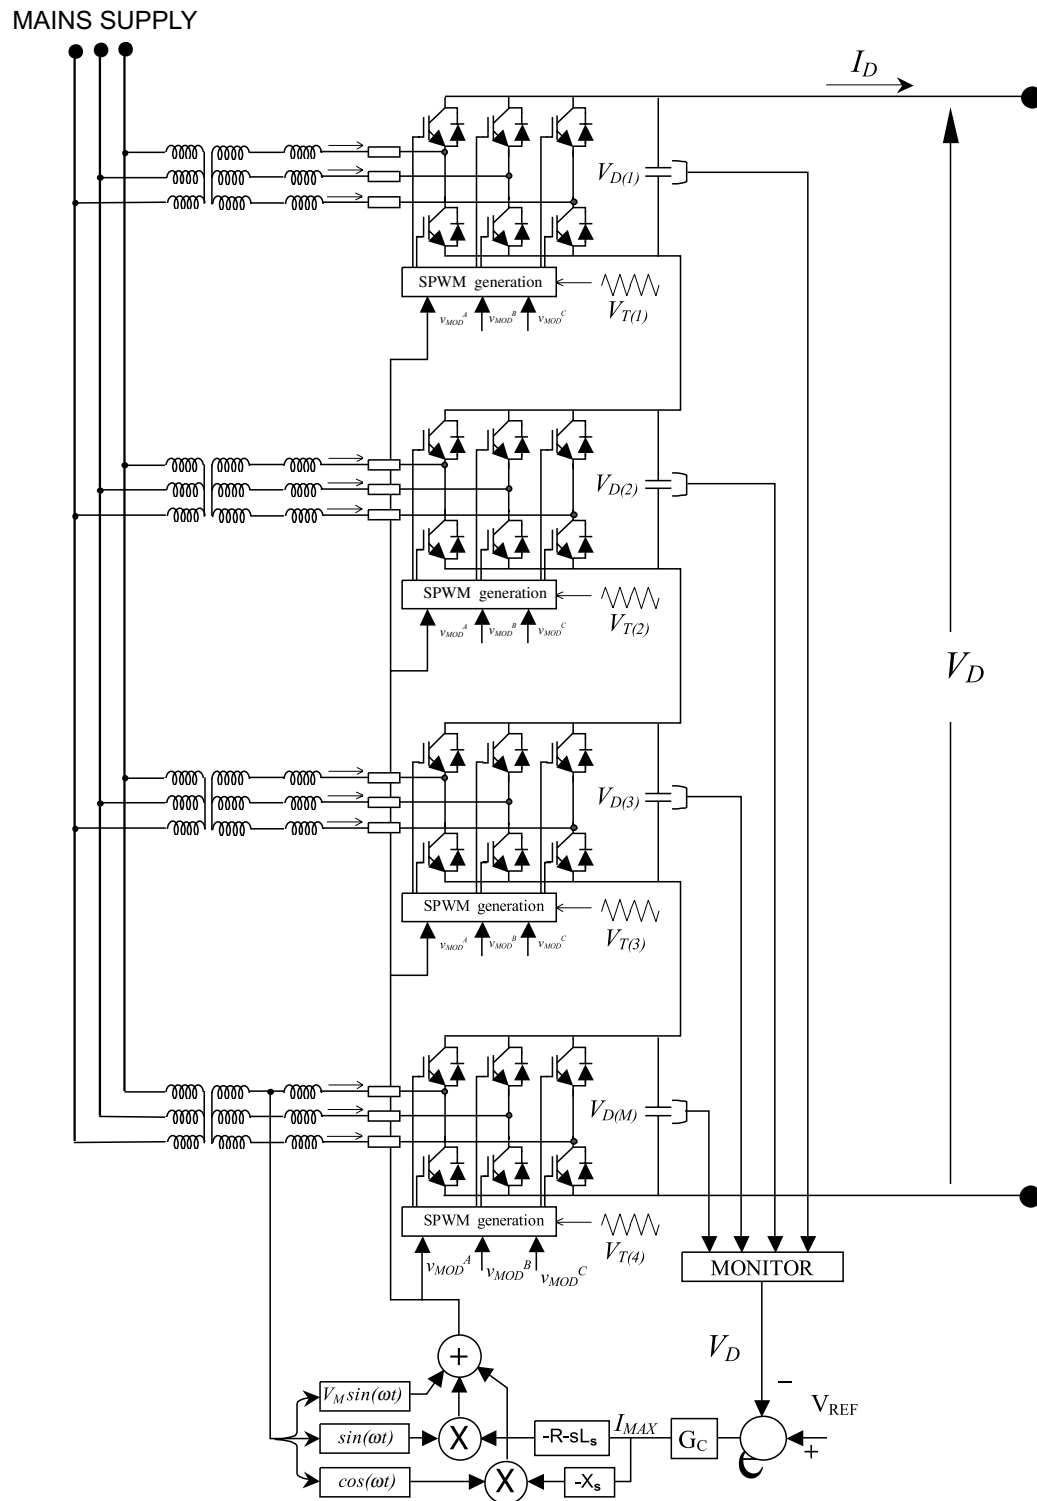 MAINS SUPPLY
I_D
V_D(1)
SPWM generation
V_T(1)
v_MOD^A v_MOD^B v_MOD^C
V_D(2)
SPWM generation
V_T(2)
v_MOD^A v_MOD^B v_MOD^C
V_D
V_D(3)
SPWM generation
V_T(3)
v_MOD^A v_MOD^B v_MOD^C
V_D(M)
SPWM generation
V_T(4)
v_MOD^A v_MOD^B v_MOD^C
MONITOR
V_D
+
−
V_M sin(ωt)
V_REF
+
sin(ωt)
X
-R-sL_s
I_MAX
G_C
e
cos(ωt)
X
-X_s